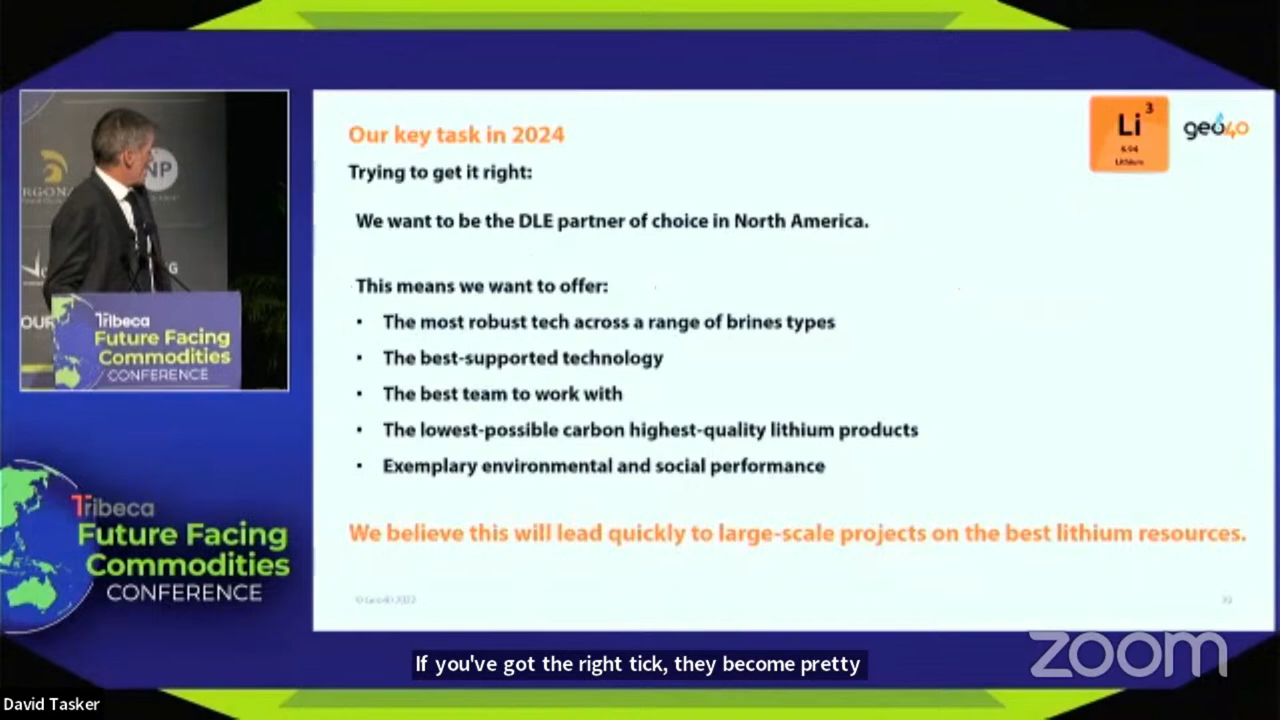 Our key task in 2024
Trying to get it right:
We want to be the DLE partner of choice in North America.
This means we want to offer:
• The most robust tech across a range of brines types
• The best-supported technology
• The best team to work with
• The lowest-possible carbon highest-quality lithium products
• Exemplary environmental and social performance
We believe this will lead quickly to large-scale projects on the best lithium resources.
3
Li
6.94
Lithium
geo40
NP
Tribeca
Future Facing
Commodities
CONFERENCE
Tribeca
Future Facing
Commodities
CONFERENCE
If you've got the right tick, they become pretty
zoom
David Tasker